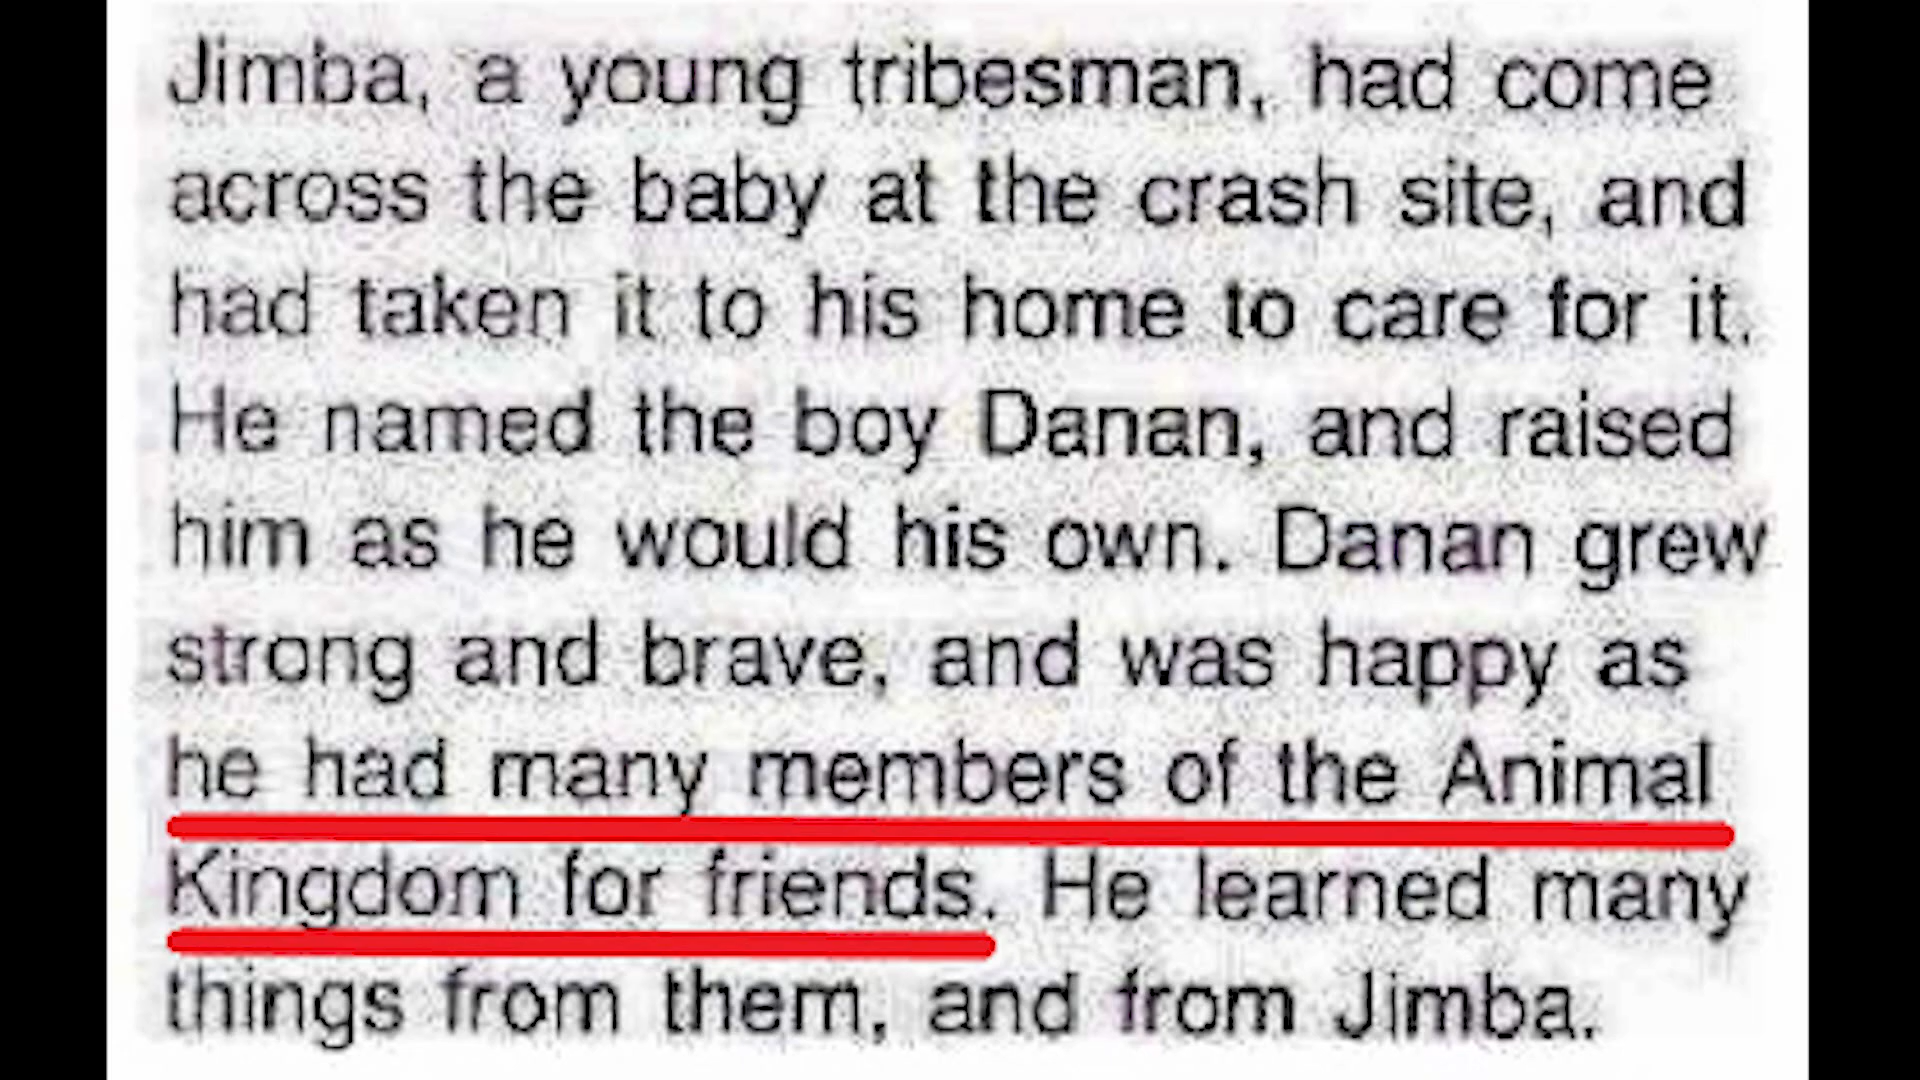 Jimba, a young tribesman, had come
across the baby at the crash site, and
had taken it to his home to care for it.
He named the boy Danan, and raised
him as he would his own. Danan grew
strong and brave, and was happy as
he had many members of the Animal
Kingdom for friends. He learned many
things from them, and from Jimba.